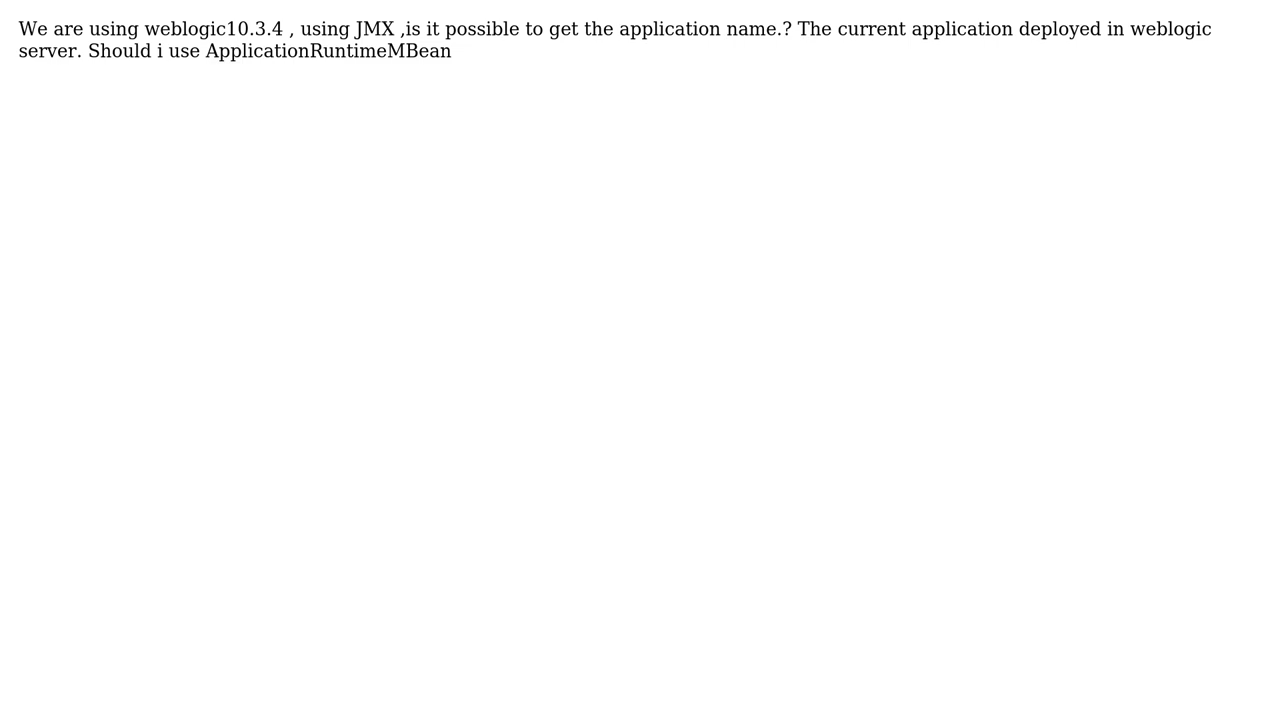 We are using weblogic10.3.4 , using JMX ,is it possible to get the application name.? The current application deployed in weblogic
server. Should i use ApplicationRuntimeMBean